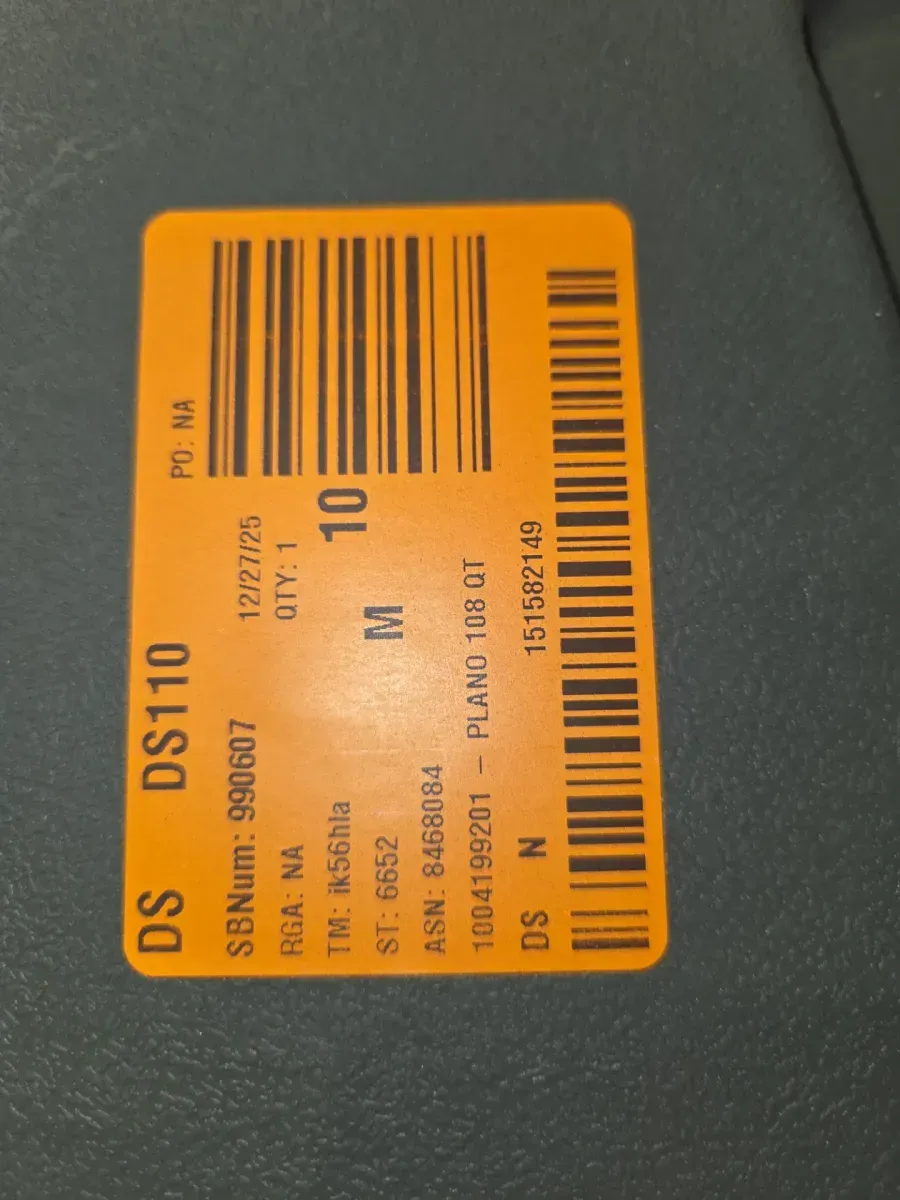 DS DS110
PO: NA
SBNum: 990607 12/27/25
RGA: NA QTY: 1
TM: ik56hla 10
ST: 6652 M
ASN: 8468084
1004199201 – PLANO 108 QT
DS N 151582149